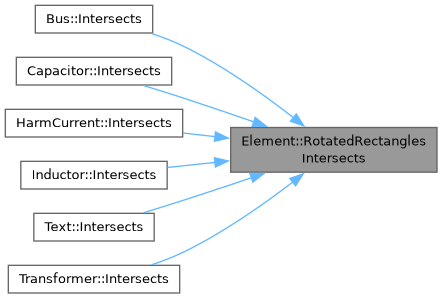 Bus::Intersects
Capacitor::Intersects
HarmCurrent::Intersects
Element::RotatedRectangles
Intersects
Inductor::Intersects
Text::Intersects
Transformer::Intersects